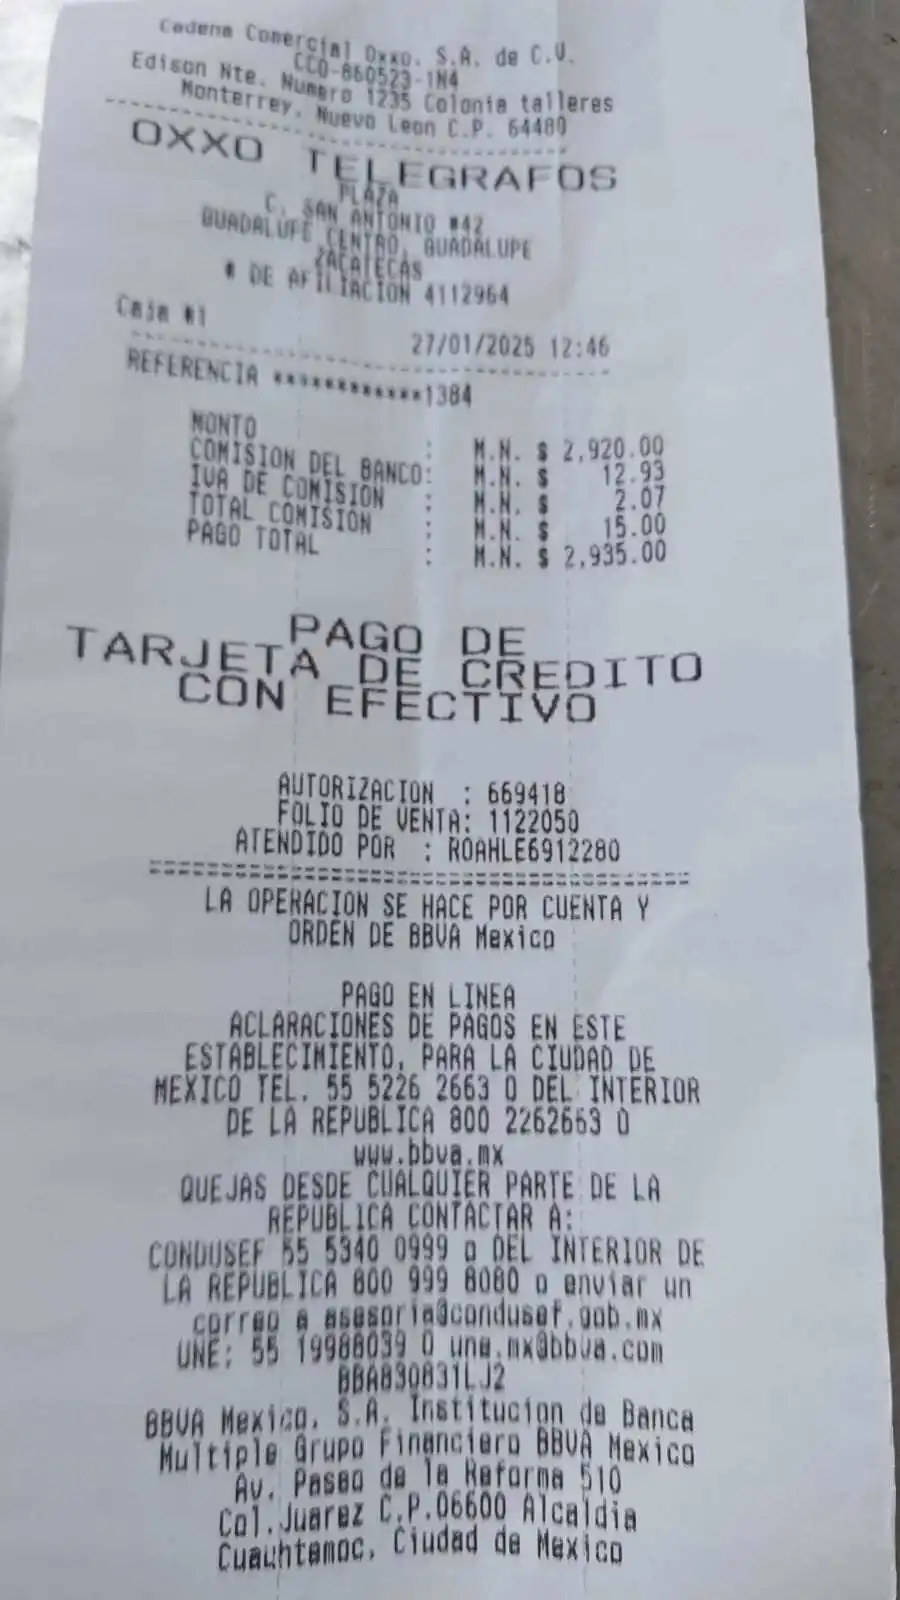 Cadena Comercial Oxxo. S.A. de C.V.
CCO-860523-1N4
Edison Nte. Numero 1235 Colonia talleres
Monterrey, Nuevo Leon C.P. 64480
OXXO TELEGRAFOS
PLAZA
C. SAN ANTONIO #42
GUADALUPE CENTRO, GUADALUPE
ZACATECAS
# DE AFILIACION 4112964
Caja #1
27/01/2025 12:46
REFERENCIA ************1384
MONTO : M.N. $ 2,920.00
COMISION DEL BANCO: M.N. $ 12.93
IVA DE COMISION : M.N. $ 2.07
TOTAL COMISION : M.N. $ 15.00
PAGO TOTAL : M.N. $ 2,935.00
PAGO DE
TARJETA DE CREDITO
CON EFECTIVO
AUTORIZACION : 669418
FOLIO DE VENTA: 1122050
ATENDIDO POR : ROAHLE6912280
LA OPERACION SE HACE POR CUENTA Y
ORDEN DE BBVA Mexico
PAGO EN LINEA
ACLARACIONES DE PAGOS EN ESTE
ESTABLECIMIENTO, PARA LA CIUDAD DE
MEXICO TEL. 55 5226 2663 O DEL INTERIOR
DE LA REPUBLICA 800 2262663 O
www.bbva.mx
QUEJAS DESDE CUALQUIER PARTE DE LA
REPUBLICA CONTACTAR A:
CONDUSEF 55 5340 0999 o DEL INTERIOR DE
LA REPUBLICA 800 999 8080 o enviar un
correo a asesoria@condusef.gob.mx
UNE: 55 19988039 O une.mx@bbva.com
BBA830831LJ2
BBVA Mexico, S.A. Institucion de Banca
Multiple Grupo Financiero BBVA Mexico
Av. Paseo de la Reforma 510
Col.Juarez C.P.06600 Alcaldia
Cuauhtemoc, Ciudad de Mexico